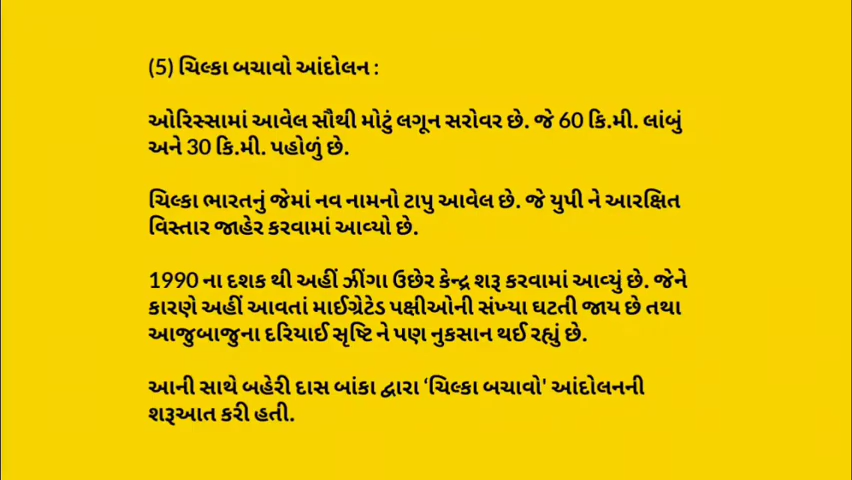 (5) ચિલ્કા બચાવો આંદોલન :
ઓરિસ્સામાં આવેલ સૌથી મોટું લગૂન સરોવર છે. જે 60 કિ.મી. લાંબું
અને 30 કિ.મી. પહોળું છે.
ચિલ્કા ભારતનું જેમાં નવ નામનો ટાપુ આવેલ છે. જે યુપી ને આરક્ષિત
વિસ્તાર જાહેર કરવામાં આવ્યો છે.
1990 ના દશક થી અહીં ઝીંગા ઉછેર કેન્દ્ર શરૂ કરવામાં આવ્યું છે. જેને
કારણે અહીં આવતાં માઈગ્રેટેડ પક્ષીઓની સંખ્યા ઘટતી જાય છે તથા
આજુબાજુના દરિયાઈ સૃષ્ટિ ને પણ નુકસાન થઈ રહ્યું છે.
આની સાથે બહેરી દાસ બાંકા દ્વારા ‘ચિલ્કા બચાવો' આંદોલનની
શરૂઆત કરી હતી.